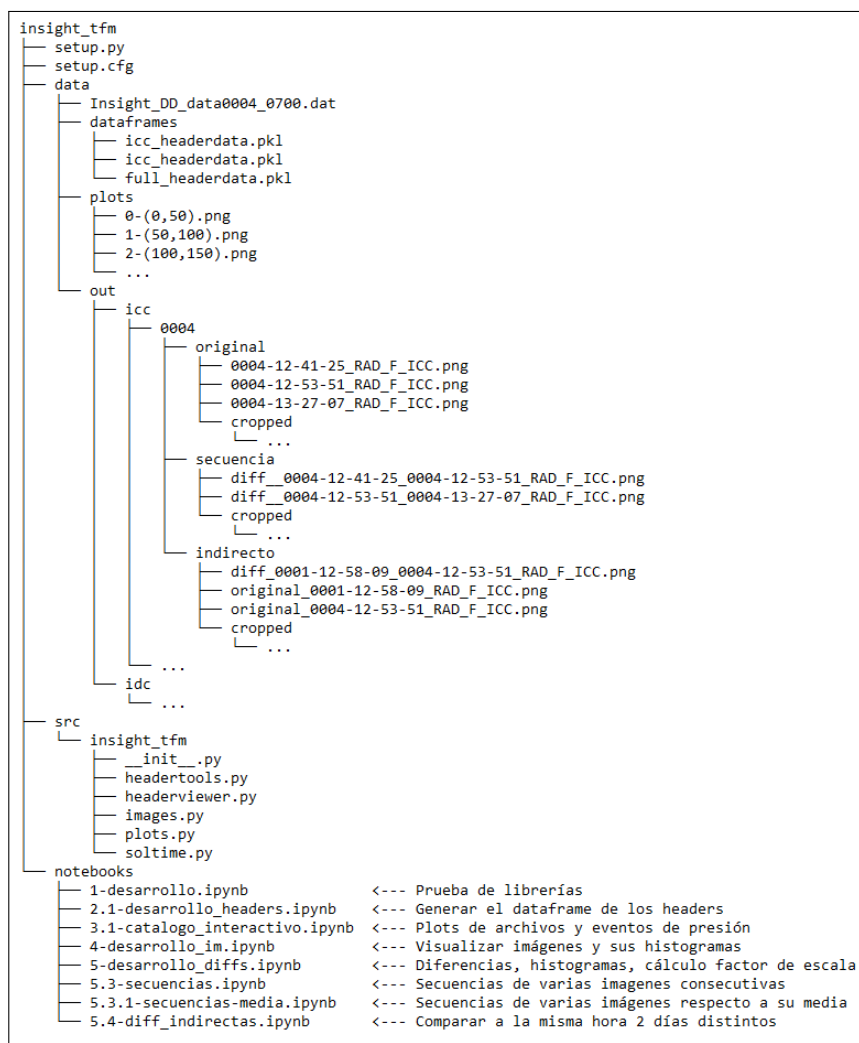 insight_tfm
├── setup.py
├── setup.cfg
├── data
│   ├── Insight_DD_data0004_0700.dat
│   ├── dataframes
│   │   ├── icc_headerdata.pkl
│   │   ├── icc_headerdata.pkl
│   │   └── full_headerdata.pkl
│   ├── plots
│   │   ├── 0-(0,50).png
│   │   ├── 1-(50,100).png
│   │   ├── 2-(100,150).png
│   │   └── ...
│   └── out
│       ├── icc
│       │   ├── 0004
│       │   │   ├── original
│       │   │   │   ├── 0004-12-41-25_RAD_F_ICC.png
│       │   │   │   ├── 0004-12-53-51_RAD_F_ICC.png
│       │   │   │   ├── 0004-13-27-07_RAD_F_ICC.png
│       │   │   │   └── cropped
│       │   │   │       └── ...
│       │   │   ├── secuencia
│       │   │   │   ├── diff__0004-12-41-25_0004-12-53-51_RAD_F_ICC.png
│       │   │   │   ├── diff__0004-12-53-51_0004-13-27-07_RAD_F_ICC.png
│       │   │   │   └── cropped
│       │   │   │       └── ...
│       │   │   └── indirecto
│       │   │       ├── diff_0001-12-58-09_0004-12-53-51_RAD_F_ICC.png
│       │   │       ├── original_0001-12-58-09_RAD_F_ICC.png
│       │   │       ├── original_0004-12-53-51_RAD_F_ICC.png
│       │   │       └── cropped
│       │   │           └── ...
│       │   └── ...
│       └── idc
│           └── ...
├── src
│   └── insight_tfm
│       ├── __init__.py
│       ├── headertools.py
│       ├── headerviewer.py
│       ├── images.py
│       ├── plots.py
│       └── soltime.py
└── notebooks
    ├── 1-desarrollo.ipynb              <--- Prueba de librerías
    ├── 2.1-desarrollo_headers.ipynb    <--- Generar el dataframe de los headers
    ├── 3.1-catalogo_interactivo.ipynb  <--- Plots de archivos y eventos de presión
    ├── 4-desarrollo_im.ipynb           <--- Visualizar imágenes y sus histogramas
    ├── 5-desarrollo_diffs.ipynb        <--- Diferencias, histogramas, cálculo factor de escala
    ├── 5.3-secuencias.ipynb            <--- Secuencias de varias imagenes consecutivas
    ├── 5.3.1-secuencias-media.ipynb    <--- Secuencias de varias imágenes respecto a su media
    └── 5.4-diff_indirectas.ipynb       <--- Comparar a la misma hora 2 días distintos